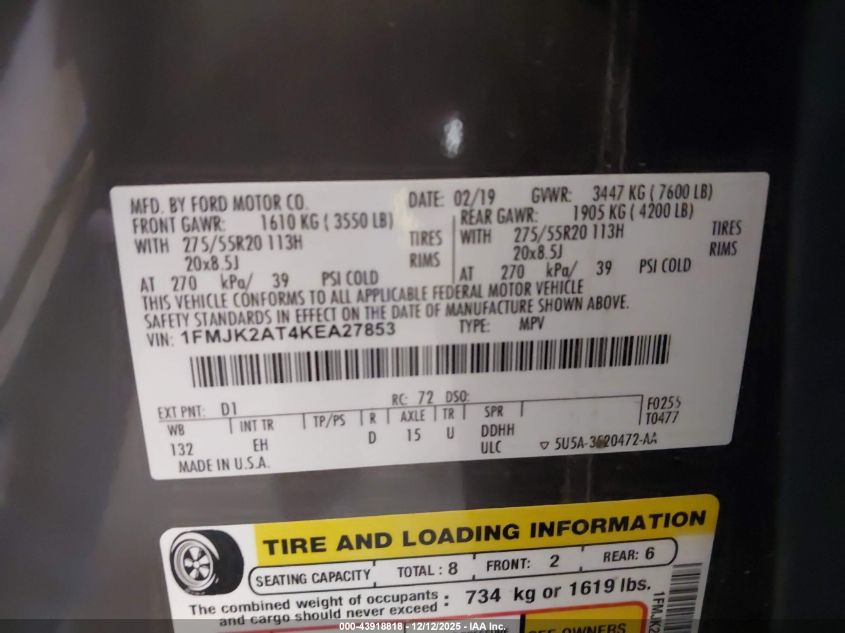 MFD. BY FORD MOTOR CO. DATE: 02/19 GVWR: 3447 KG ( 7600 LB)
FRONT GAWR: 1610 KG ( 3550 LB) REAR GAWR: 1905 KG ( 4200 LB)
WITH 275/55R20 113H TIRES WITH 275/55R20 113H TIRES
20x8.5J RIMS 20x8.5J RIMS
AT 270 kPa/ 39 PSI COLD AT 270 kPa/ 39 PSI COLD
THIS VEHICLE CONFORMS TO ALL APPLICABLE FEDERAL MOTOR VEHICLE
SAFETY STANDARDS IN EFFECT ON THE DATE OF MANUFACTURE SHOWN ABOVE.
VIN: 1FMJK2AT4KEA27853 TYPE: MPV
EXT PNT: D1 RC: 72 DSO: F0255
WB INT TR TP/PS R AXLE TR SPR T0477
132 EH D 15 U DDHH
ULC 5U5A-3520472-AA
MADE IN U.S.A.
TIRE AND LOADING INFORMATION
SEATING CAPACITY TOTAL : 8 FRONT: 2 REAR: 6
The combined weight of occupants : 734 kg or 1619 lbs.
and cargo should never exceed :
SEE OWNERS
000-43918818 - 12/12/2025 - IAA Inc.